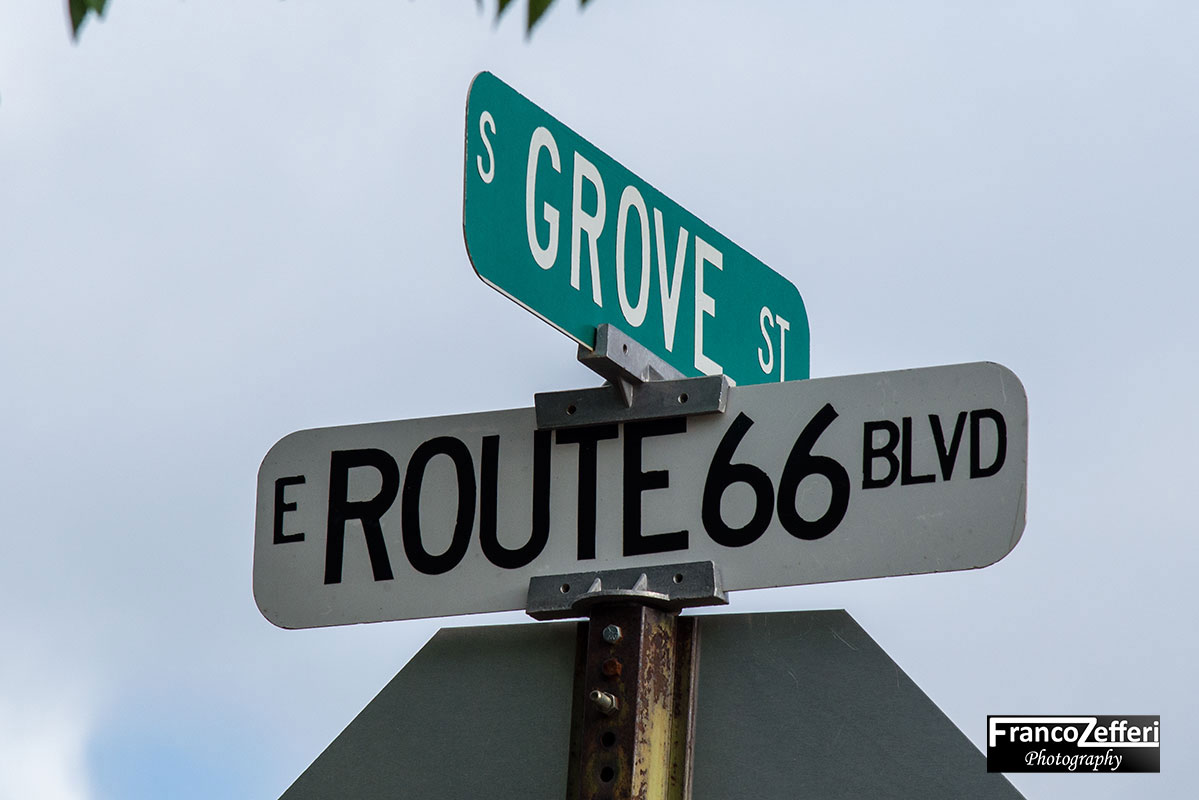 S GROVE ST
E ROUTE 66 BLVD
FrancoZefferi
Photography